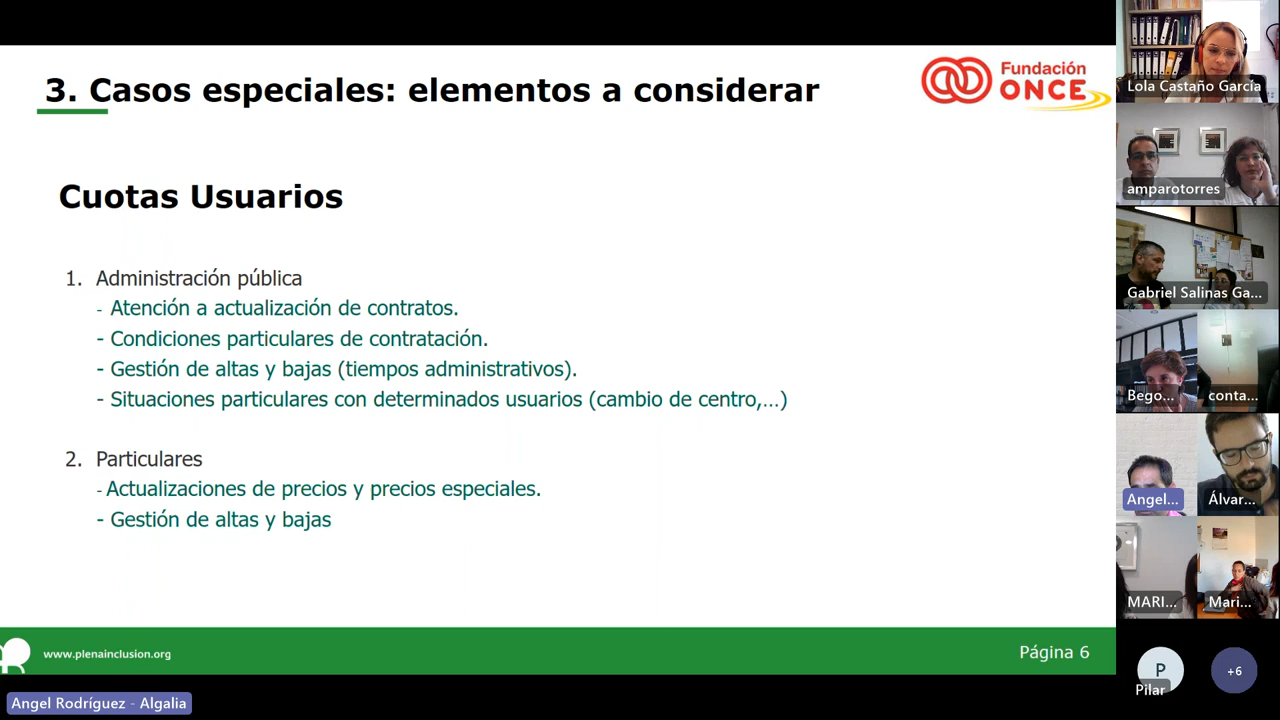 3. Casos especiales: elementos a considerar
Fundación
ONCE
Cuotas Usuarios
1. Administración pública
- Atención a actualización de contratos.
- Condiciones particulares de contratación.
- Gestión de altas y bajas (tiempos administrativos).
- Situaciones particulares con determinados usuarios (cambio de centro,...)
2. Particulares
- Actualizaciones de precios y precios especiales.
- Gestión de altas y bajas
www.plenainclusion.org
Página 6
Angel Rodríguez - Algalia
Lola Castaño García
amparotorres
Gabriel Salinas Ga...
Bego...
conta...
Angel...
Álvar...
MARI...
Mari...
P
Pilar
+6